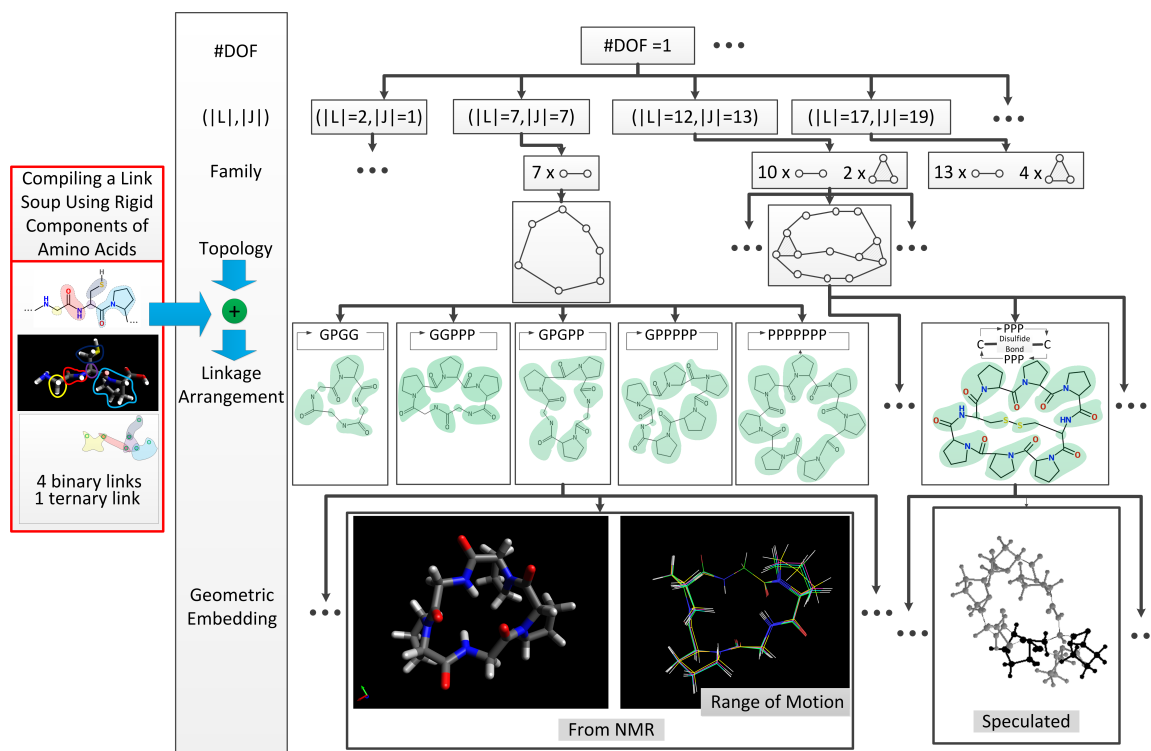 #DOF
#DOF =1
(|L|,|J|)
(|L|=2,|J|=1)
(|L|=7,|J|=7)
(|L|=12,|J|=13)
(|L|=17,|J|=19)
Family
7 x
10 x
2 x
13 x
4 x
Compiling a Link
Soup Using Rigid
Components of
Amino Acids
Topology
+
4 binary links
1 ternary link
Linkage
Arrangement
GPGG
GGPPP
GPGPP
GPPPPP
PPPPPPP
PPP
C
Disulfide
Bond
C
PPP
Geometric
Embedding
Range of Motion
From NMR
Speculated